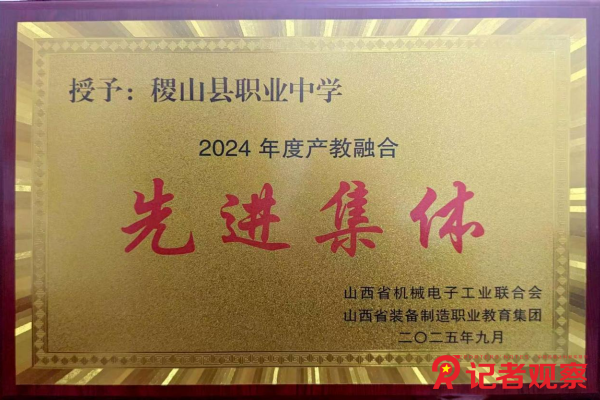 授予：稷山县职业中学
2024 年度产教融合
先进集体
山西省机械电子工业联合会
山西省装备制造职业教育集团
二〇二五年九月
记者观察